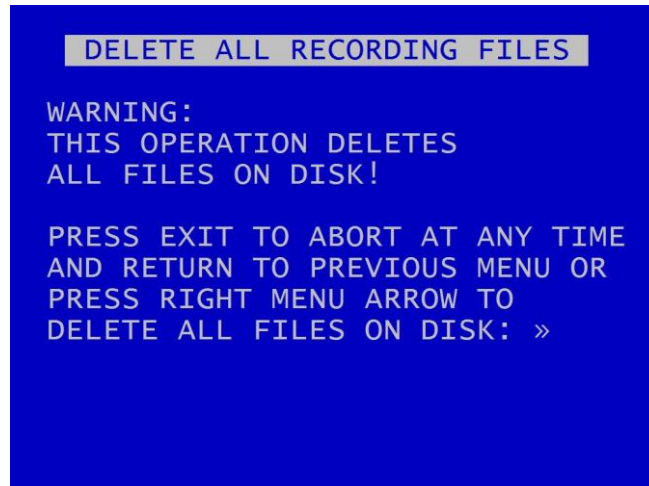 DELETE ALL RECORDING FILES
WARNING:
THIS OPERATION DELETES
ALL FILES ON DISK!
PRESS EXIT TO ABORT AT ANY TIME
AND RETURN TO PREVIOUS MENU OR
PRESS RIGHT MENU ARROW TO
DELETE ALL FILES ON DISK: »